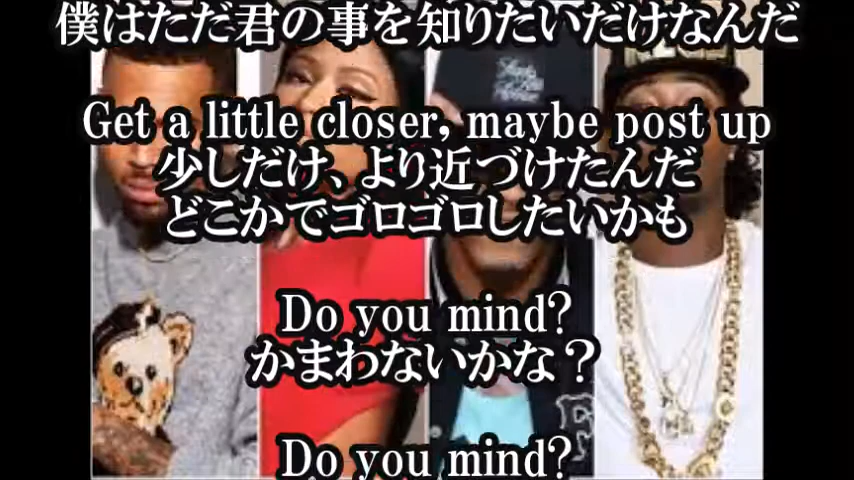 僕はただ君の事を知りたいだけなんだ
Get a little closer, maybe post up
少しだけ、より近づけたんだ
どこかでゴロゴロしたいかも
Do you mind?
かまわないかな？
Do you mind?